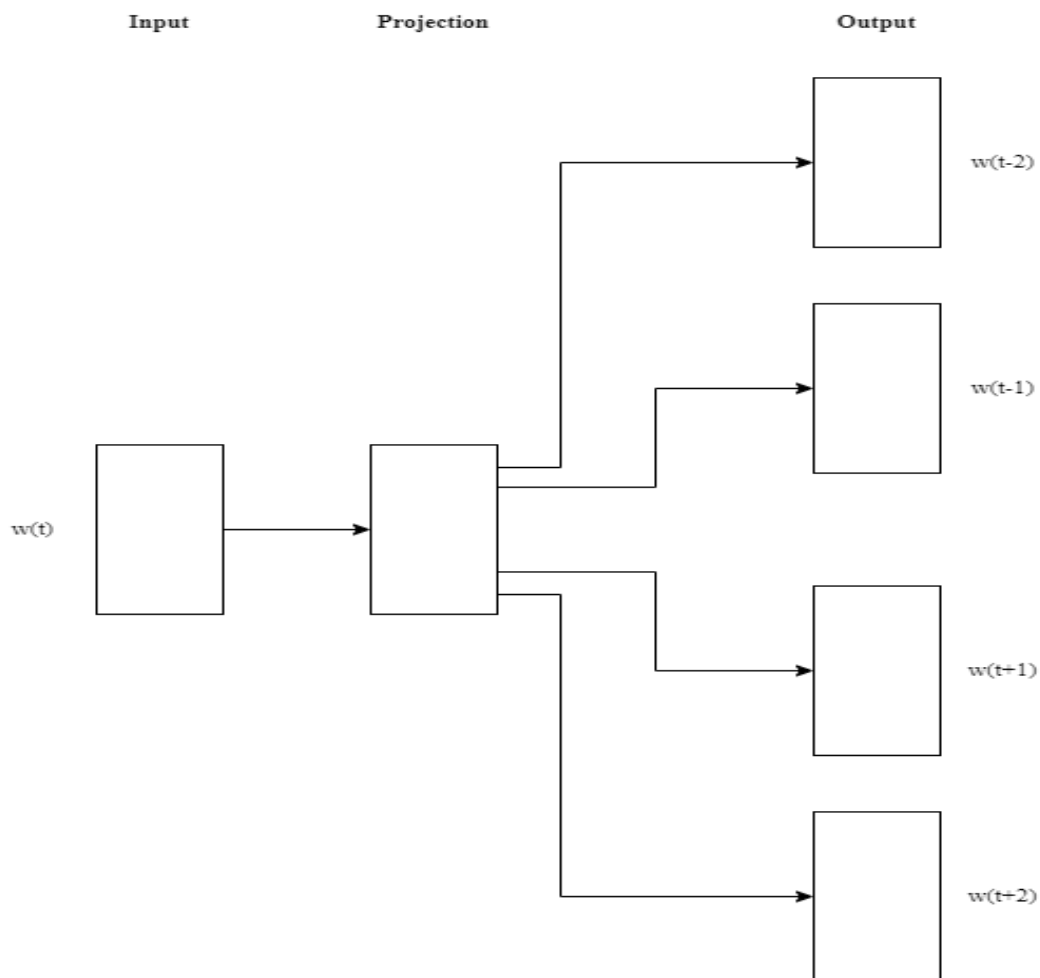 Input Projection Output
w(t-2)
w(t-1)
w(t)
w(t+1)
w(t+2)